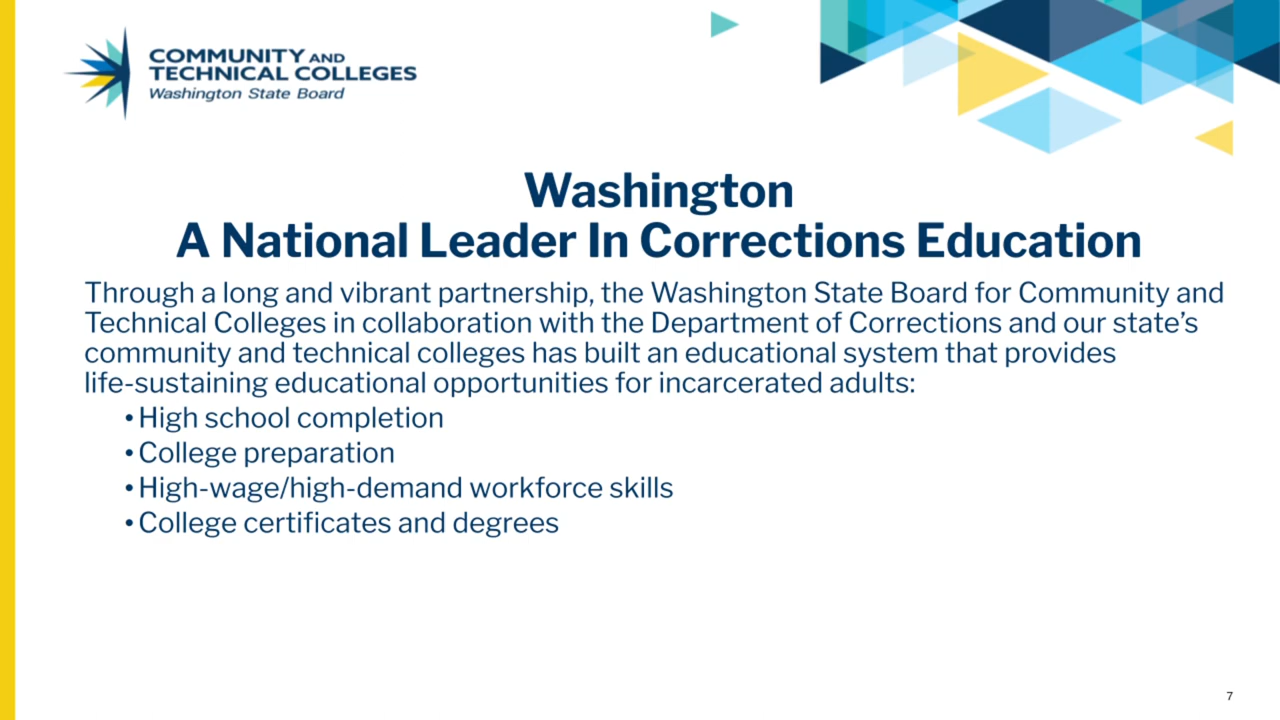 COMMUNITY AND
TECHNICAL COLLEGES
Washington State Board
Washington
A National Leader In Corrections Education
Through a long and vibrant partnership, the Washington State Board for Community and
Technical Colleges in collaboration with the Department of Corrections and our state’s
community and technical colleges has built an educational system that provides
life-sustaining educational opportunities for incarcerated adults:
• High school completion
• College preparation
• High-wage/high-demand workforce skills
• College certificates and degrees
7